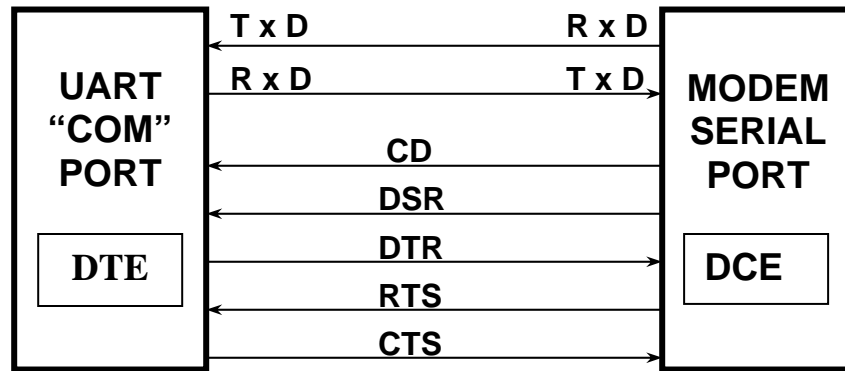 T x D R x D
R x D T x D
UART
“COM”
PORT
MODEM
SERIAL
PORT
CD
DSR
DTR
RTS
CTS
DTE
DCE